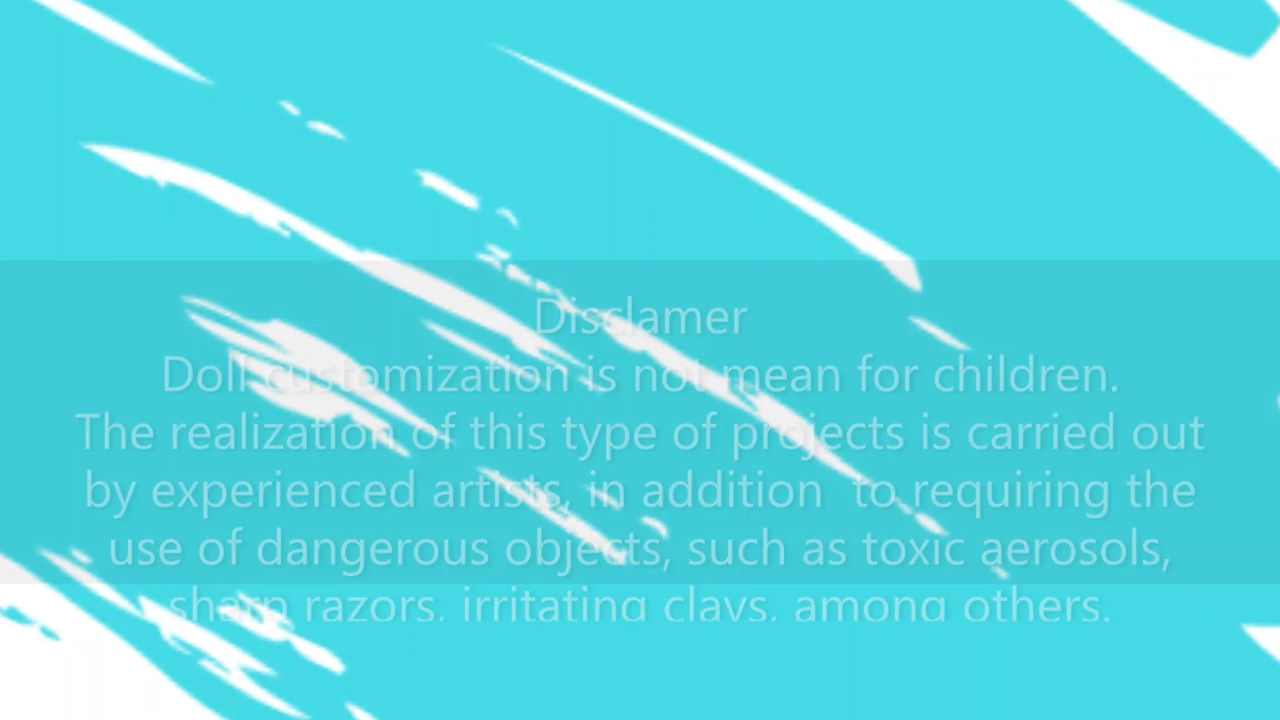 Disclamer
Doll customization is not mean for children.
The realization of this type of projects is carried out
by experienced artists, in addition  to requiring the
use of dangerous objects, such as toxic aerosols,
sharp razors, irritating clays, among others.